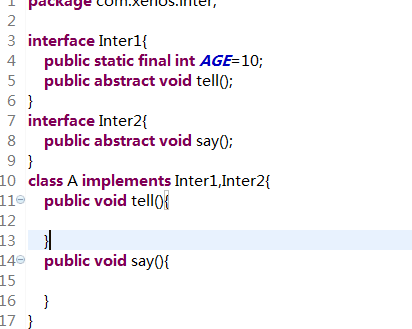 1 package com.xenos.inter;
2
3 interface Inter1{
4 public static final int AGE=10;
5 public abstract void tell();
6 }
7 interface Inter2{
8 public abstract void say();
9 }
10 class A implements Inter1,Inter2{
11 public void tell(){
12
13 }
14 public void say(){
15
16 }
17 }